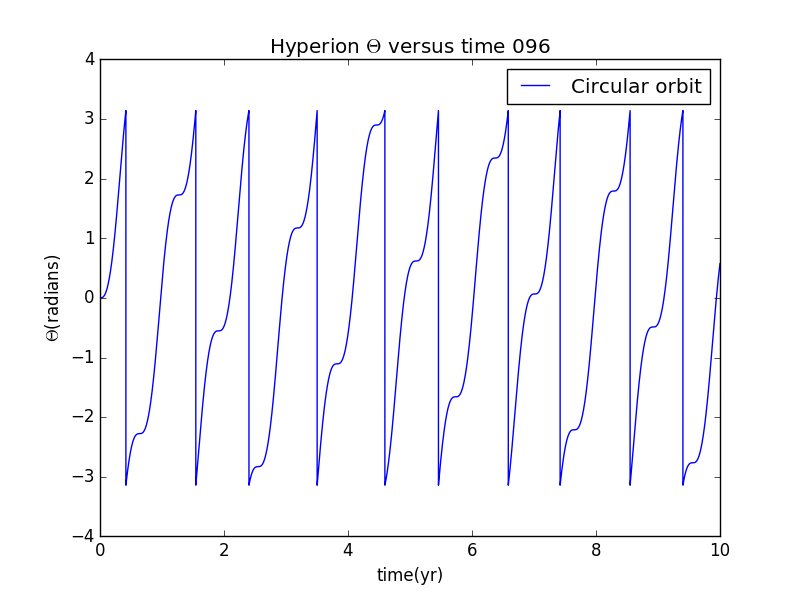 Hyperion Θ versus time 096
Circular orbit
4
3
2
1
0
−1
−2
−3
−4
Θ(radians)
0 2 4 6 8 10
time(yr)